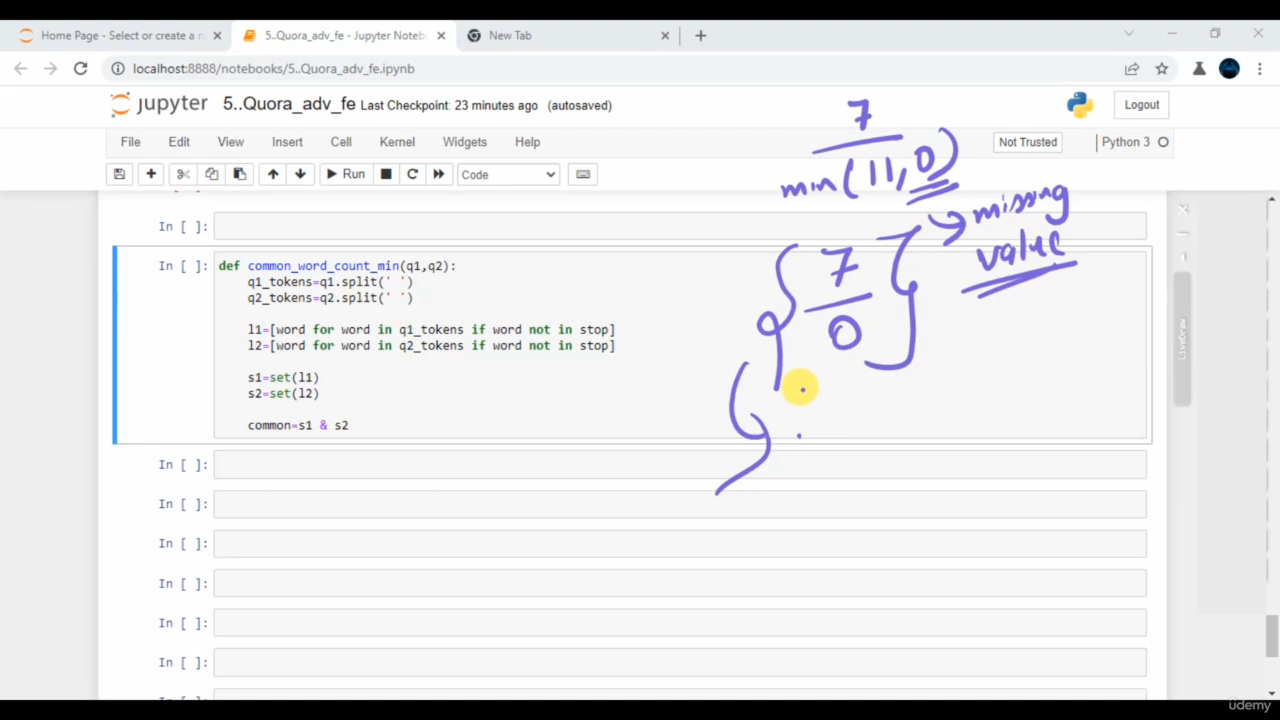 Home Page - Select or create a n
5..Quora_adv_fe - Jupyter Notebo
New Tab
localhost:8888/notebooks/5..Quora_adv_fe.ipynb
jupyter 5..Quora_adv_fe Last Checkpoint: 23 minutes ago (autosaved)
Logout
File Edit View Insert Cell Kernel Widgets Help
Not Trusted
Python 3
Run
Code
7
min(11,0)
missing
value
7
0
In [ ]:
In [ ]:
def common_word_count_min(q1,q2):
q1_tokens=q1.split(' ')
q2_tokens=q2.split(' ')
l1=[word for word in q1_tokens if word not in stop]
l2=[word for word in q2_tokens if word not in stop]
s1=set(l1)
s2=set(l2)
common=s1 & s2
In [ ]:
In [ ]:
In [ ]:
In [ ]:
In [ ]:
In [ ]:
LiveDraw
ûdemy